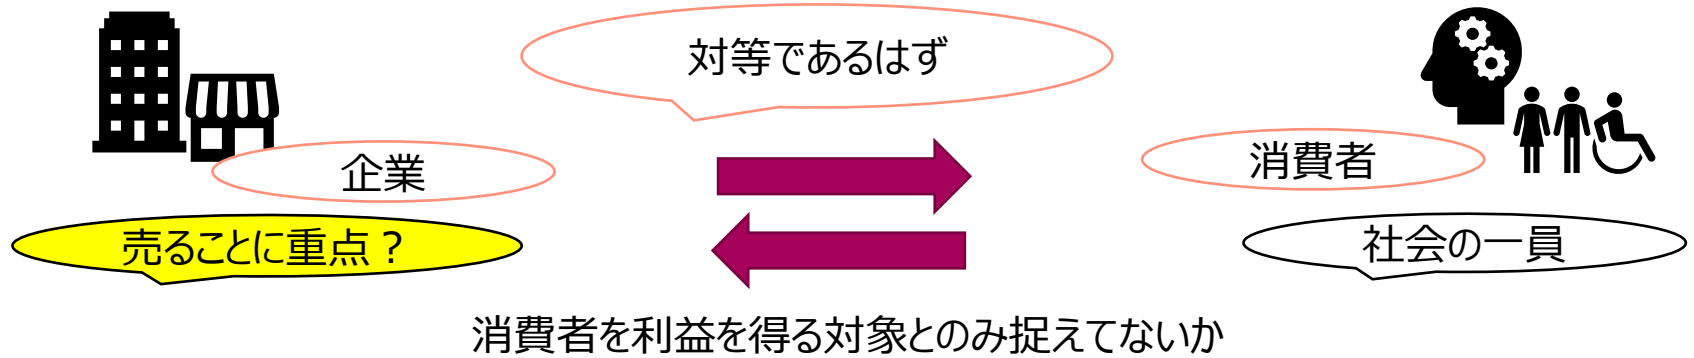 対等であるはず
企業
消費者
売ることに重点？
社会の一員
消費者を利益を得る対象とのみ捉えてないか